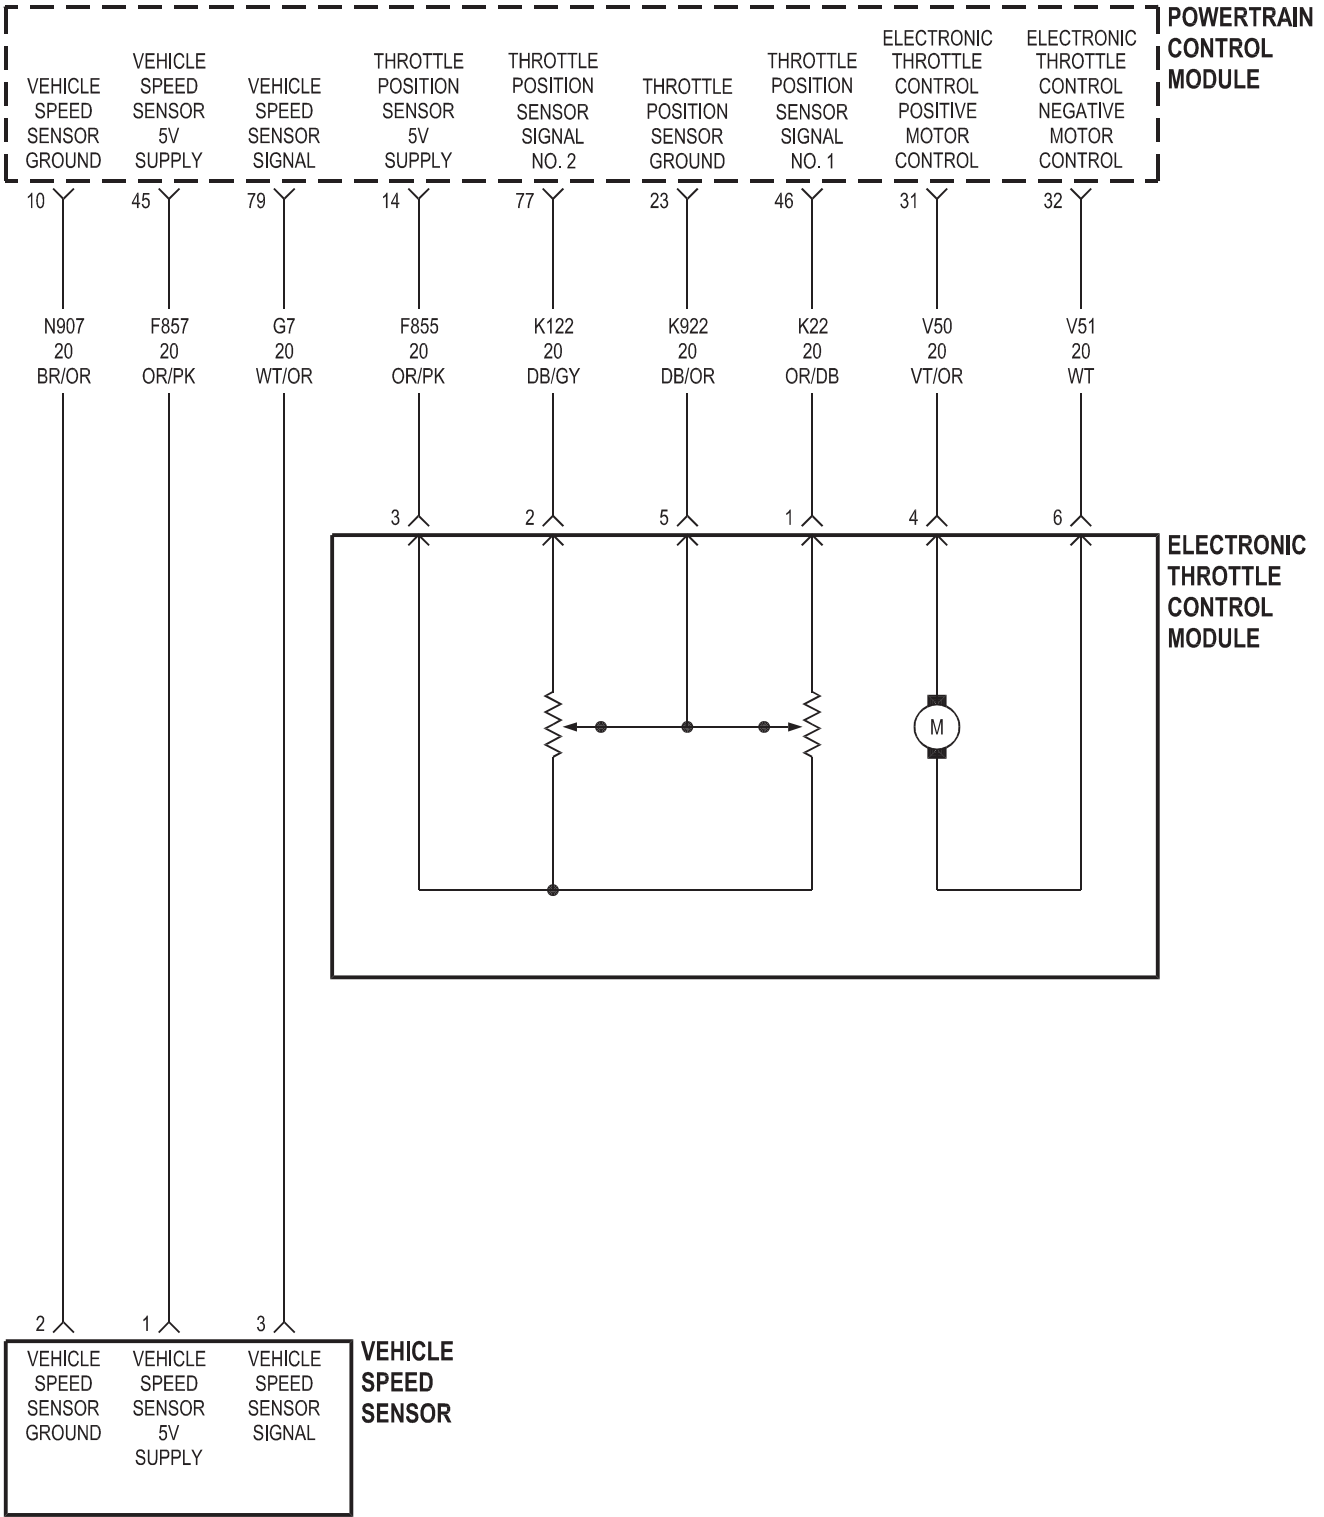 POWERTRAIN
CONTROL
MODULE
VEHICLE
SPEED
SENSOR
GROUND
VEHICLE
SPEED
SENSOR
5V
SUPPLY
VEHICLE
SPEED
SENSOR
SIGNAL
THROTTLE
POSITION
SENSOR
5V
SUPPLY
THROTTLE
POSITION
SENSOR
SIGNAL
NO. 2
THROTTLE
POSITION
SENSOR
GROUND
THROTTLE
POSITION
SENSOR
SIGNAL
NO. 1
ELECTRONIC
THROTTLE
CONTROL
POSITIVE
MOTOR
CONTROL
ELECTRONIC
THROTTLE
CONTROL
NEGATIVE
MOTOR
CONTROL
10
45
79
14
77
23
46
31
32
N907
20
BR/OR
F857
20
OR/PK
G7
20
WT/OR
F855
20
OR/PK
K122
20
DB/GY
K922
20
DB/OR
K22
20
OR/DB
V50
20
VT/OR
V51
20
WT
3
2
5
1
4
6
ELECTRONIC
THROTTLE
CONTROL
MODULE
M
2
1
3
VEHICLE
SPEED
SENSOR
GROUND
VEHICLE
SPEED
SENSOR
5V
SUPPLY
VEHICLE
SPEED
SENSOR
SIGNAL
VEHICLE
SPEED
SENSOR